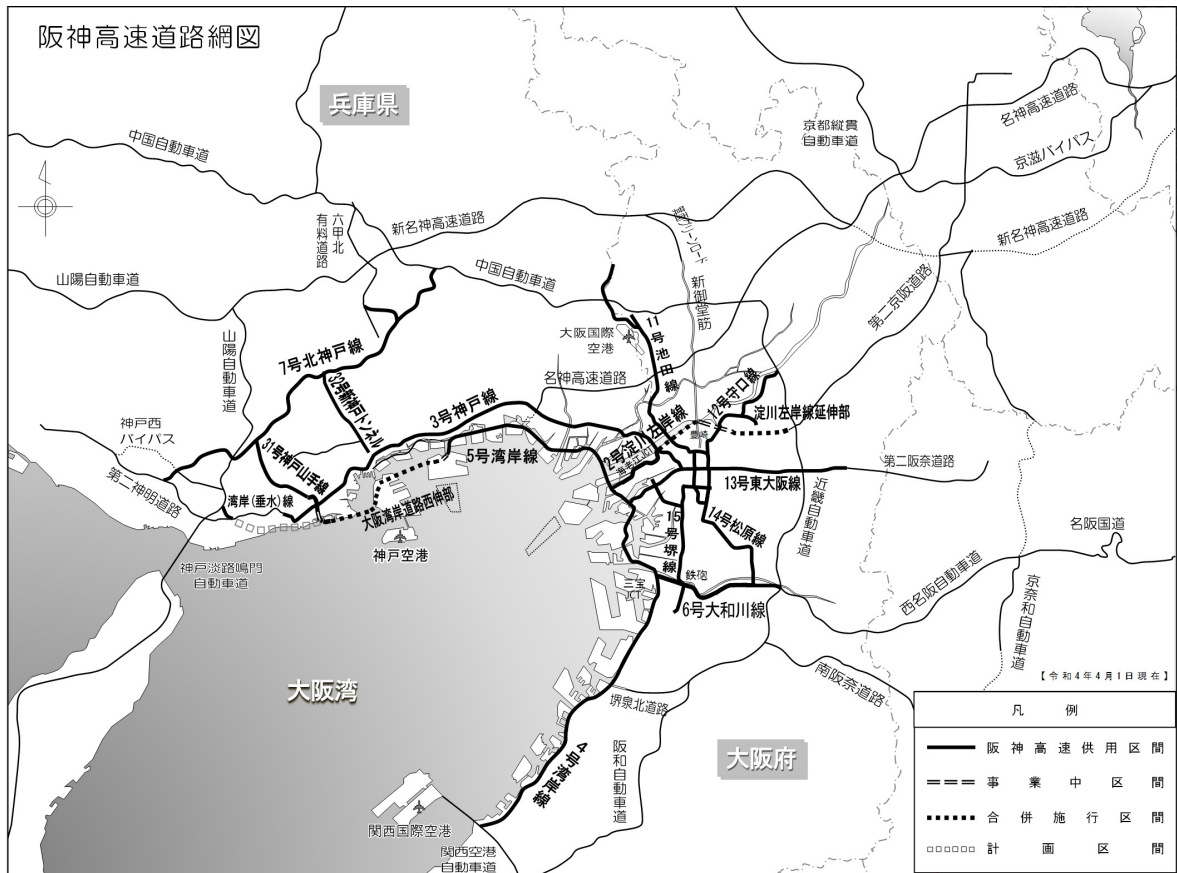 阪神高速道路網図
兵庫県
中国自動車道
六甲北
有料道路
新名神高速道路
山陽自動車道
中国自動車道
京都縦貫
自動車道
名神高速道路
京滋バイパス
新名神高速道路
第二京阪道路
新御堂筋
大阪国際
空港
11号池田線
山陽自動車道
7号北神戸線
32号新神戸トンネル
3号神戸線
名神高速道路
12号守口線
淀川左岸線延伸部
2号淀川左岸線
豊崎
海老江JCT
神戸西
バイパス
31号神戸山手線
5号湾岸線
13号東大阪線
第二阪奈道路
第二神明道路
湾岸(垂水)線
大阪湾岸道路西伸部
神戸空港
近畿自動車道
14号松原線
15号堺線
名阪国道
神戸淡路鳴門
自動車道
三宝
JCT
鉄砲
6号大和川線
西名阪自動車道
京奈和自動車道
大阪湾
堺泉北道路
南阪奈道路
阪和自動車道
大阪府
4号湾岸線
関西国際空港
関西空港
自動車道
【令和4年4月1日現在】
凡例
阪神高速供用区間
事業中区間
合併施行区間
計画区間